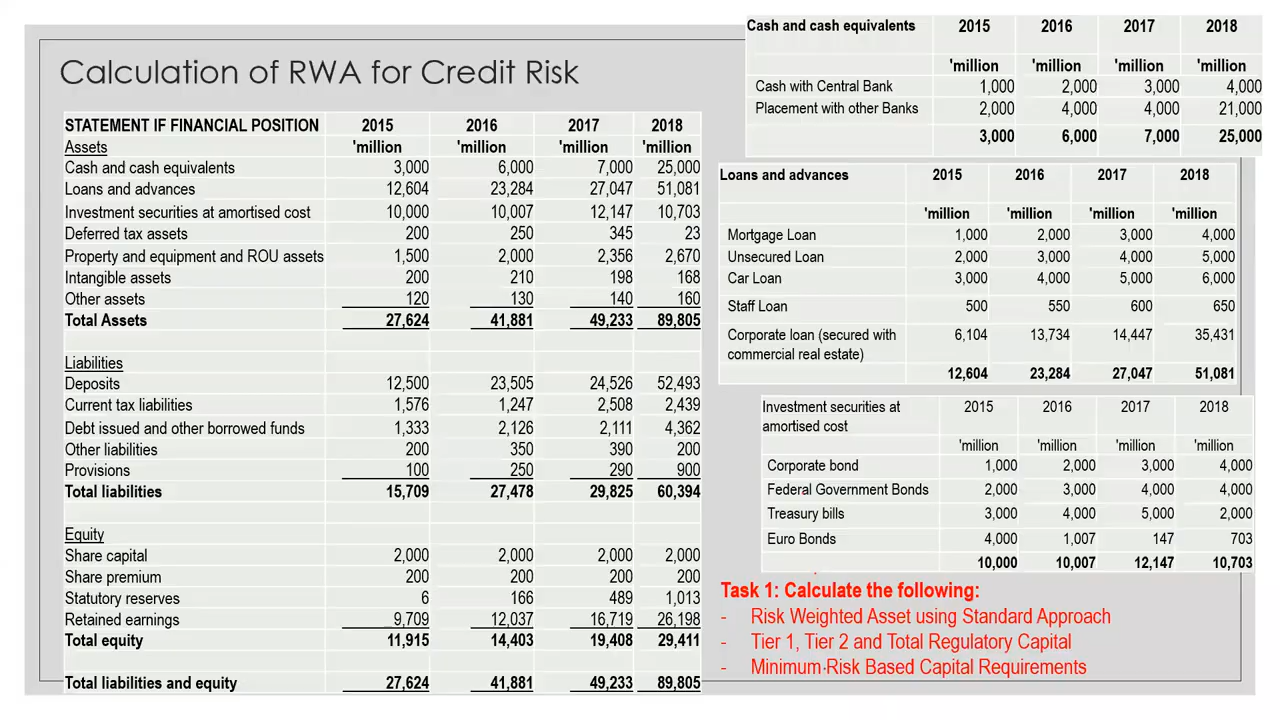 Calculation of RWA for Credit Risk
STATEMENT IF FINANCIAL POSITION 2015 2016 2017 2018
Assets 'million 'million 'million 'million
Cash and cash equivalents 3,000 6,000 7,000 25,000
Loans and advances 12,604 23,284 27,047 51,081
Investment securities at amortised cost 10,000 10,007 12,147 10,703
Deferred tax assets 200 250 345 23
Property and equipment and ROU assets 1,500 2,000 2,356 2,670
Intangible assets 200 210 198 168
Other assets 120 130 140 160
Total Assets 27,624 41,881 49,233 89,805
Liabilities
Deposits 12,500 23,505 24,526 52,493
Current tax liabilities 1,576 1,247 2,508 2,439
Debt issued and other borrowed funds 1,333 2,126 2,111 4,362
Other liabilities 200 350 390 200
Provisions 100 250 290 900
Total liabilities 15,709 27,478 29,825 60,394
Equity
Share capital 2,000 2,000 2,000 2,000
Share premium 200 200 200 200
Statutory reserves 6 166 489 1,013
Retained earnings 9,709 12,037 16,719 26,198
Total equity 11,915 14,403 19,408 29,411
Total liabilities and equity 27,624 41,881 49,233 89,805
Cash and cash equivalents 2015 2016 2017 2018
'million 'million 'million 'million
Cash with Central Bank 1,000 2,000 3,000 4,000
Placement with other Banks 2,000 4,000 4,000 21,000
3,000 6,000 7,000 25,000
Loans and advances 2015 2016 2017 2018
'million 'million 'million 'million
Mortgage Loan 1,000 2,000 3,000 4,000
Unsecured Loan 2,000 3,000 4,000 5,000
Car Loan 3,000 4,000 5,000 6,000
Staff Loan 500 550 600 650
Corporate loan (secured with 6,104 13,734 14,447 35,431
commercial real estate)
12,604 23,284 27,047 51,081
Investment securities at 2015 2016 2017 2018
amortised cost
'million 'million 'million 'million
Corporate bond 1,000 2,000 3,000 4,000
Federal Government Bonds 2,000 3,000 4,000 4,000
Treasury bills 3,000 4,000 5,000 2,000
Euro Bonds 4,000 1,007 147 703
10,000 10,007 12,147 10,703
Task 1: Calculate the following:
- Risk Weighted Asset using Standard Approach
- Tier 1, Tier 2 and Total Regulatory Capital
- Minimum Risk Based Capital Requirements